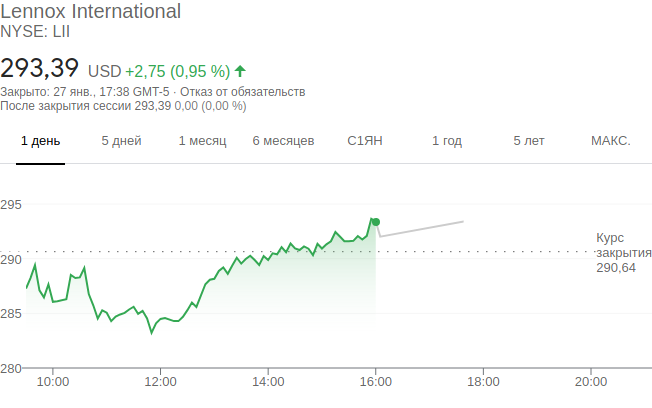 Lennox International
NYSE: LII
293,39 USD +2,75 (0,95 %)
Закрыто: 27 янв., 17:38 GMT-5 · Отказ от обязательств
После закрытия сессии 293,39 0,00 (0,00 %)
1 день 5 дней 1 месяц 6 месяцев С1ЯН 1 год 5 лет МАКС.
295
290
285
280
Курс
закрытия
290,64
10:00 12:00 14:00 16:00 18:00 20:00